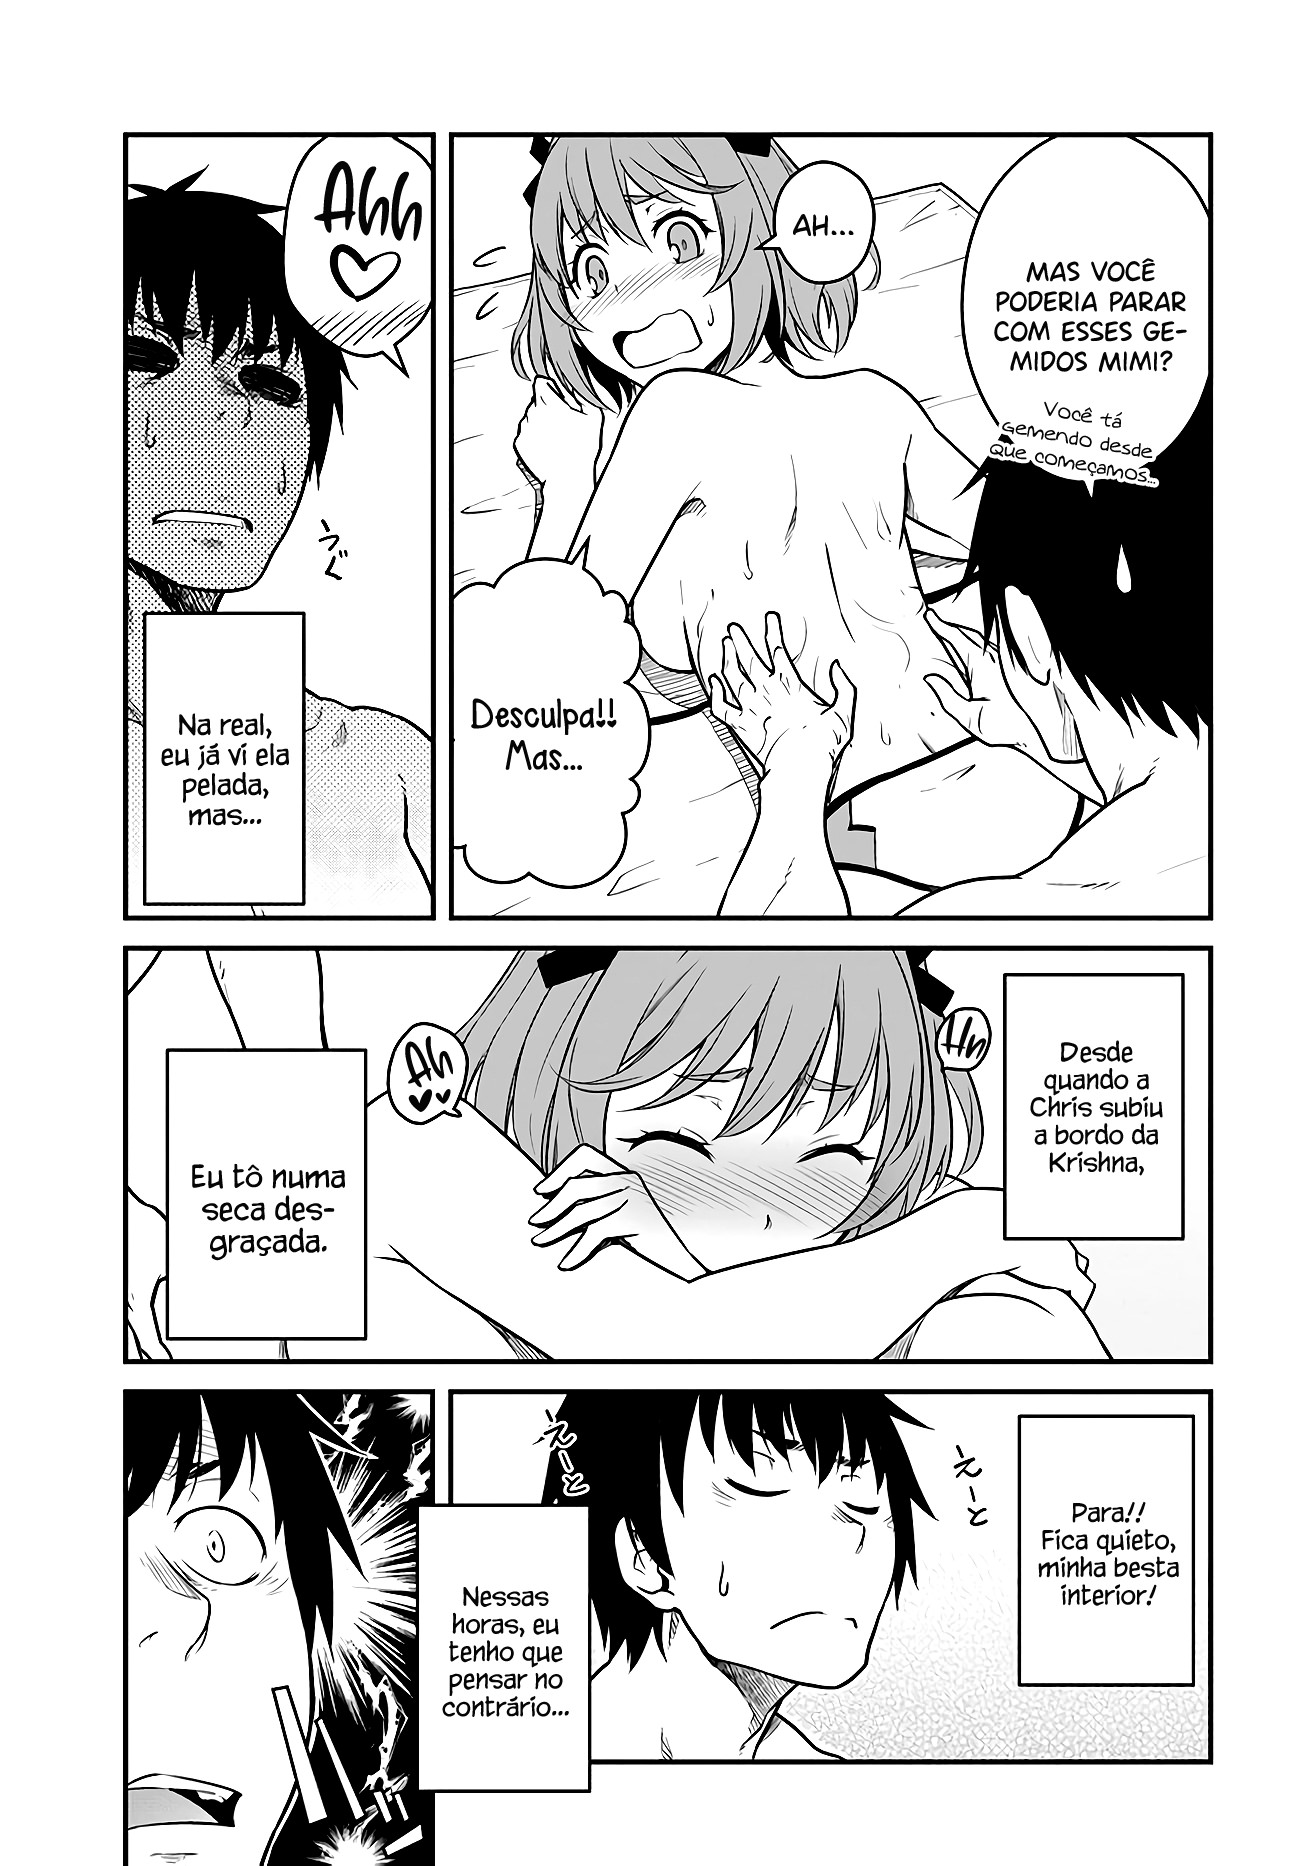 MAS VOCÊ
PODERIA PARAR
COM ESSES GE-
MIDOS MIMI?
Você tá
gemendo desde
que começamos...
AH...
Desculpa!!
Mas...
Ahh
うぐ
Na real,
eu já vi ela
pelada,
mas...
Desde
quando a
Chris subiu
a bordo da
Krishna,
Hn
Ah
Eu tô numa
seca des-
graçada.
Para!!
Fica quieto,
minha besta
interior!
えーと
えーと
Nessas
horas, eu
tenho que
pensar no
contrário...